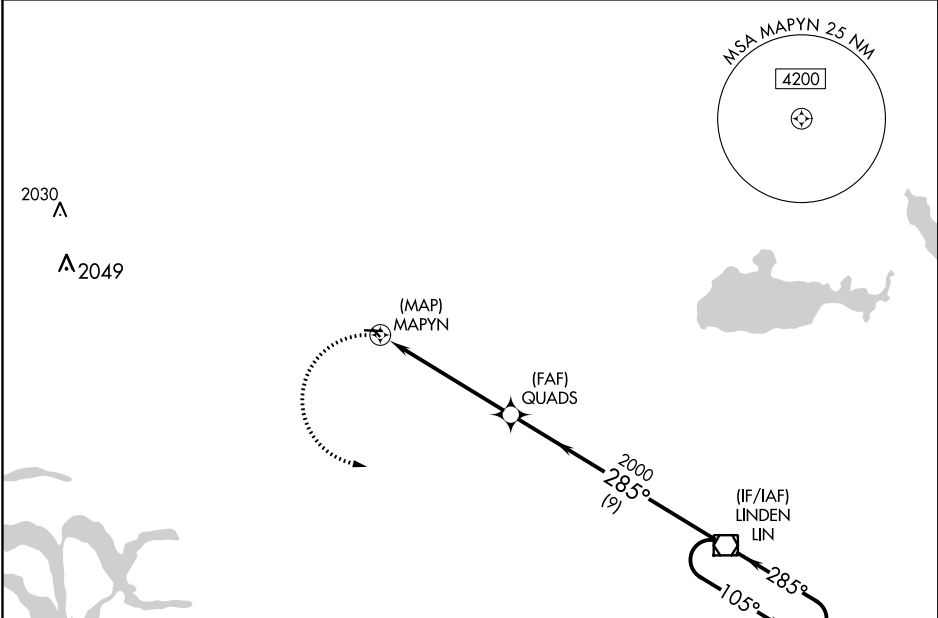 MSA MAPYN 25 NM
4200
2030
2049
(MAP)
MAPYN
(FAF)
QUADS
2000
285°
(9)
(IF/IAF)
LINDEN
LIN
285°
105°